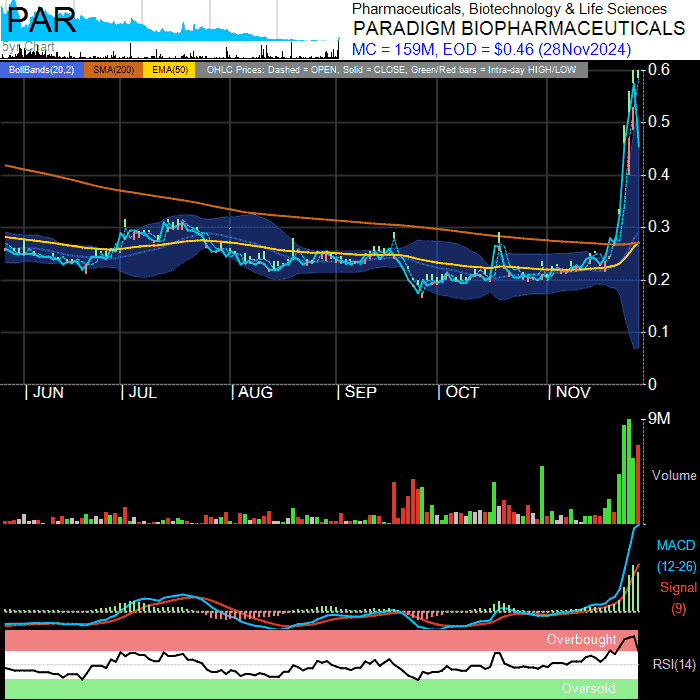 PAR
5yr Chart
Pharmaceuticals, Biotechnology & Life Sciences
PARADIGM BIOPHARMACEUTICALS
MC = 159M, EOD = $0.46 (28Nov2024)
BollBands(20,2) SMA(200) EMA(50) OHLC Prices: Dashed = OPEN, Solid = CLOSE, Green/Red bars = Intra-day HIGH/LOW
0.6
0.5
0.4
0.3
0.2
0.1
0
JUN JUL AUG SEP OCT NOV
9M
Volume
MACD
(12-26)
Signal
(9)
Overbought
RSI(14)
Oversold